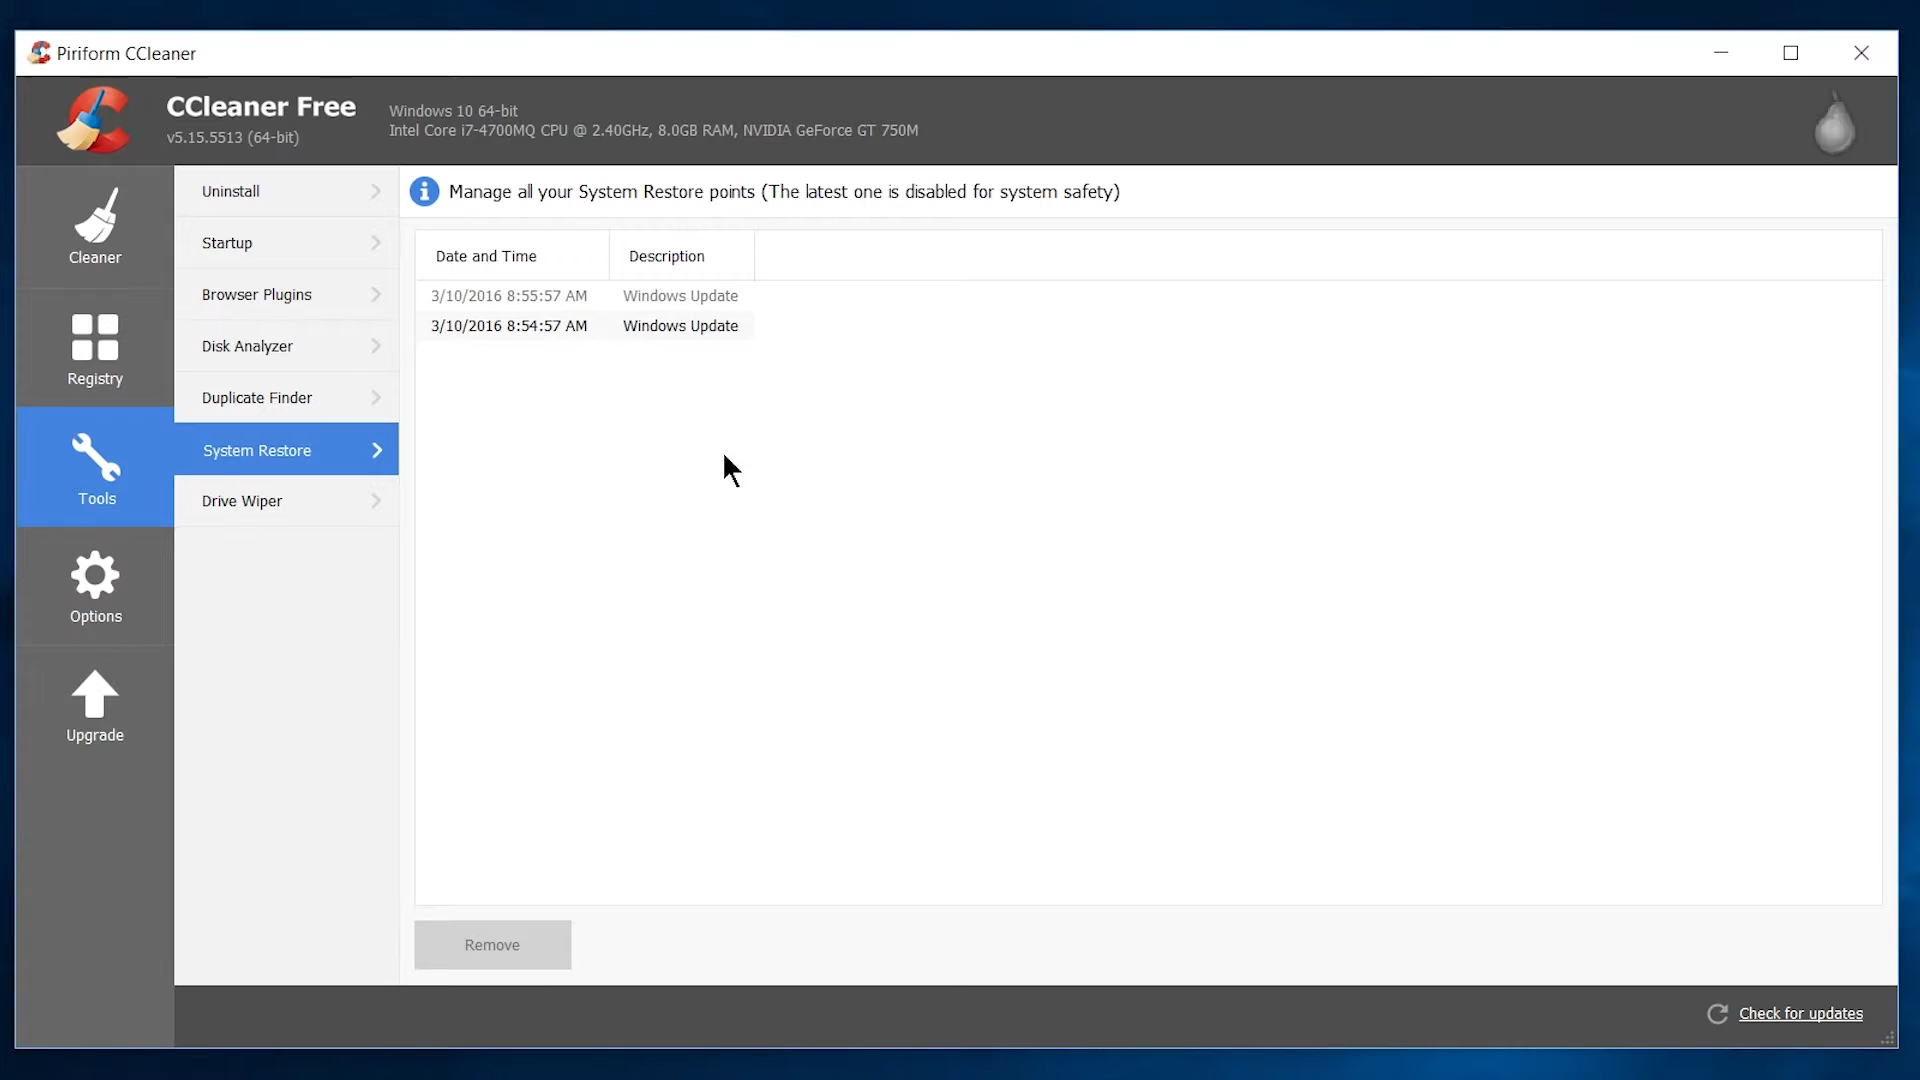 Piriform CCleaner
CCleaner Free
v5.15.5513 (64-bit)
Windows 10 64-bit
Intel Core i7-4700MQ CPU @ 2.40GHz, 8.0GB RAM, NVIDIA GeForce GT 750M
Cleaner
Registry
Tools
Options
Upgrade
Uninstall
Startup
Browser Plugins
Disk Analyzer
Duplicate Finder
System Restore
Drive Wiper
Manage all your System Restore points (The latest one is disabled for system safety)
Date and Time Description
3/10/2016 8:55:57 AM Windows Update
3/10/2016 8:54:57 AM Windows Update
Remove
Check for updates